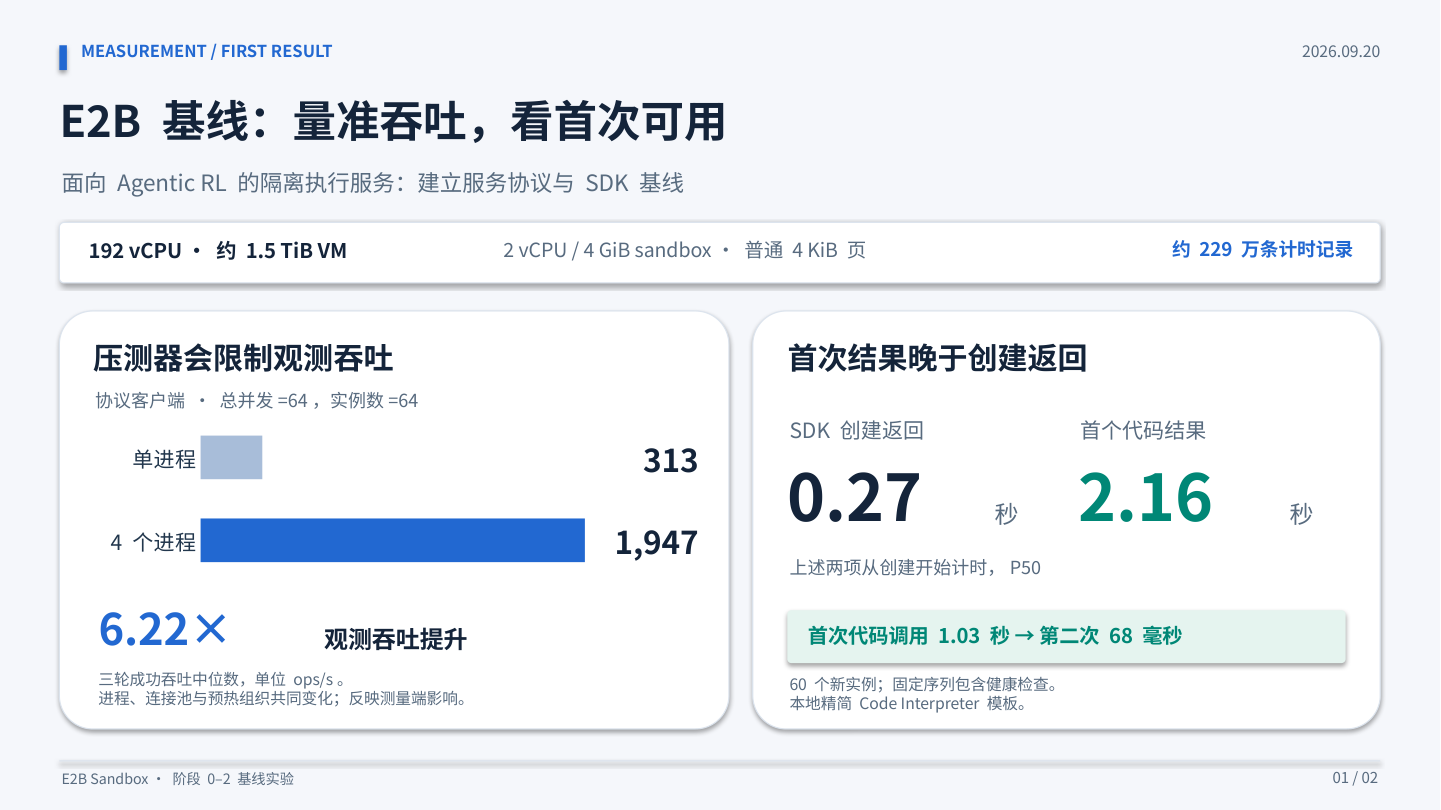 MEASUREMENT / FIRST RESULT
2026.09.20
E2B 基线：量准吞吐，看首次可用
面向 Agentic RL 的隔离执行服务：建立服务协议与 SDK 基线
192 vCPU · 约 1.5 TiB VM
2 vCPU / 4 GiB sandbox · 普通 4 KiB 页
约 229 万条计时记录
压测器会限制观测吞吐
协议客户端 · 总并发 =64 ，实例数 =64
单进程
313
4 个进程
1,947
6.22×
观测吞吐提升
三轮成功吞吐中位数，单位 ops/s 。
进程、连接池与预热组织共同变化；反映测量端影响。
首次结果晚于创建返回
SDK 创建返回
首个代码结果
0.27 秒
2.16 秒
上述两项从创建开始计时， P50
首次代码调用 1.03 秒 → 第二次 68 毫秒
60 个新实例；固定序列包含健康检查。
本地精简 Code Interpreter 模板。
E2B Sandbox · 阶段 0–2 基线实验
01 / 02